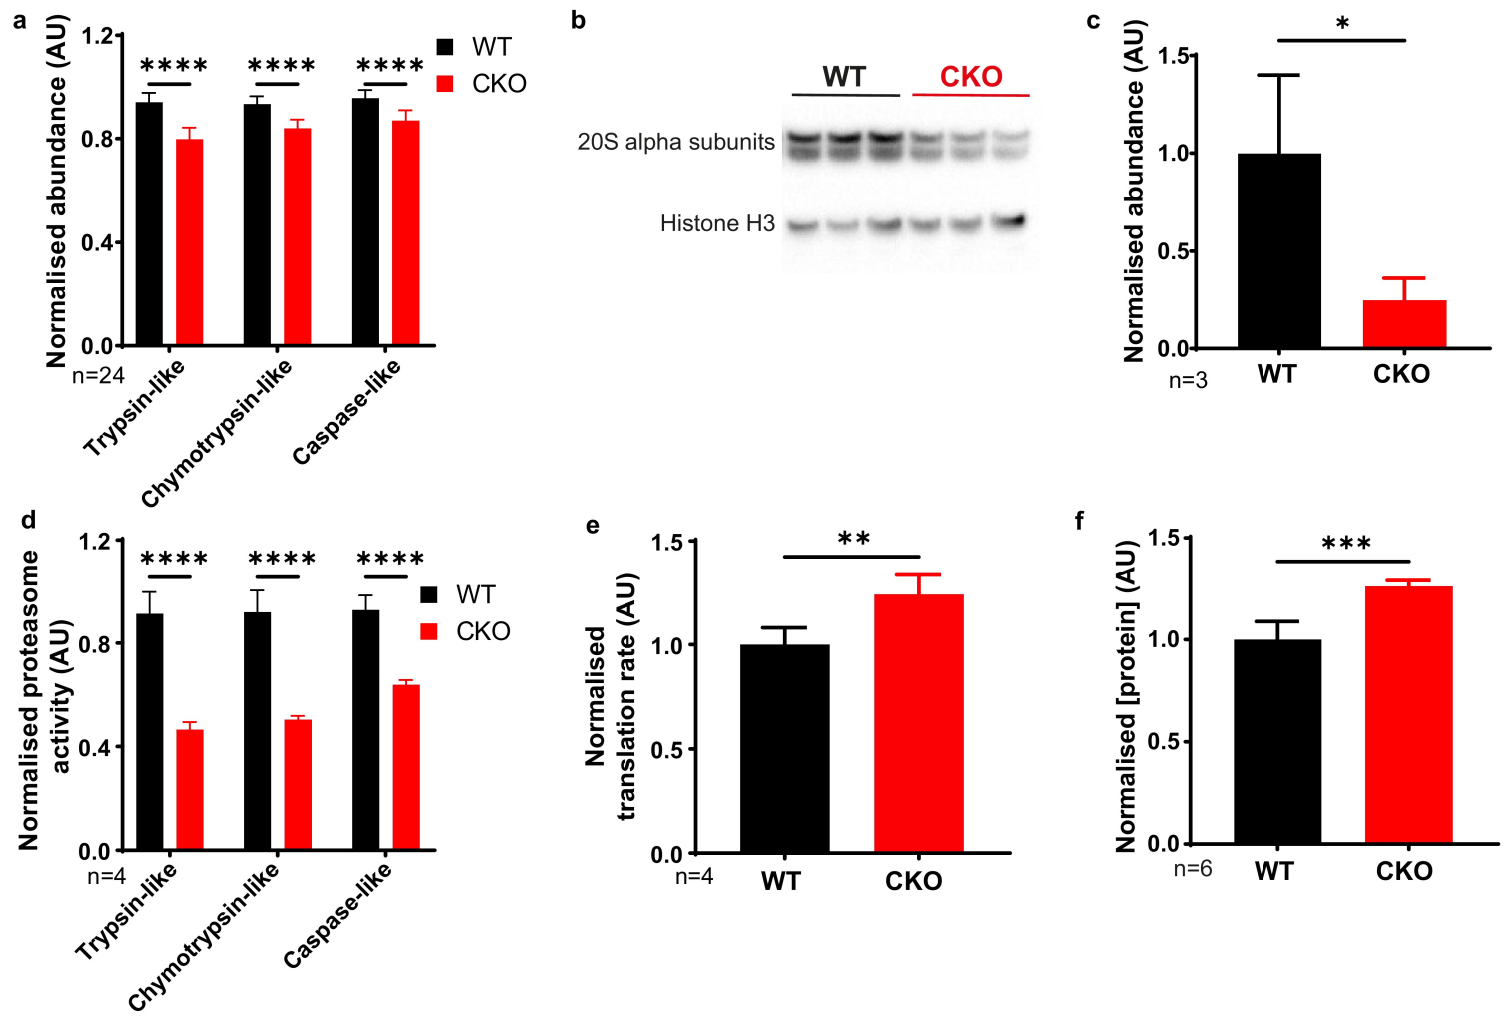 a
Normalised abundance (AU)
1.2
0.8
0.4
0.0
****
****
****
WT
CKO
n=24
Trypsin-like
Chymotrypsin-like
Caspase-like
b
WT
CKO
20S alpha subunits
Histone H3
c
Normalised abundance (AU)
1.5
1.0
0.5
0.0
*
n=3
WT
CKO
d
Normalised proteasome
activity (AU)
1.2
0.8
0.4
0.0
****
****
****
WT
CKO
n=4
Trypsin-like
Chymotrypsin-like
Caspase-like
e
Normalised
translation rate (AU)
1.5
1.0
0.5
0.0
**
n=4
WT
CKO
f
Normalised [protein] (AU)
1.5
1.0
0.5
0.0
***
n=6
WT
CKO